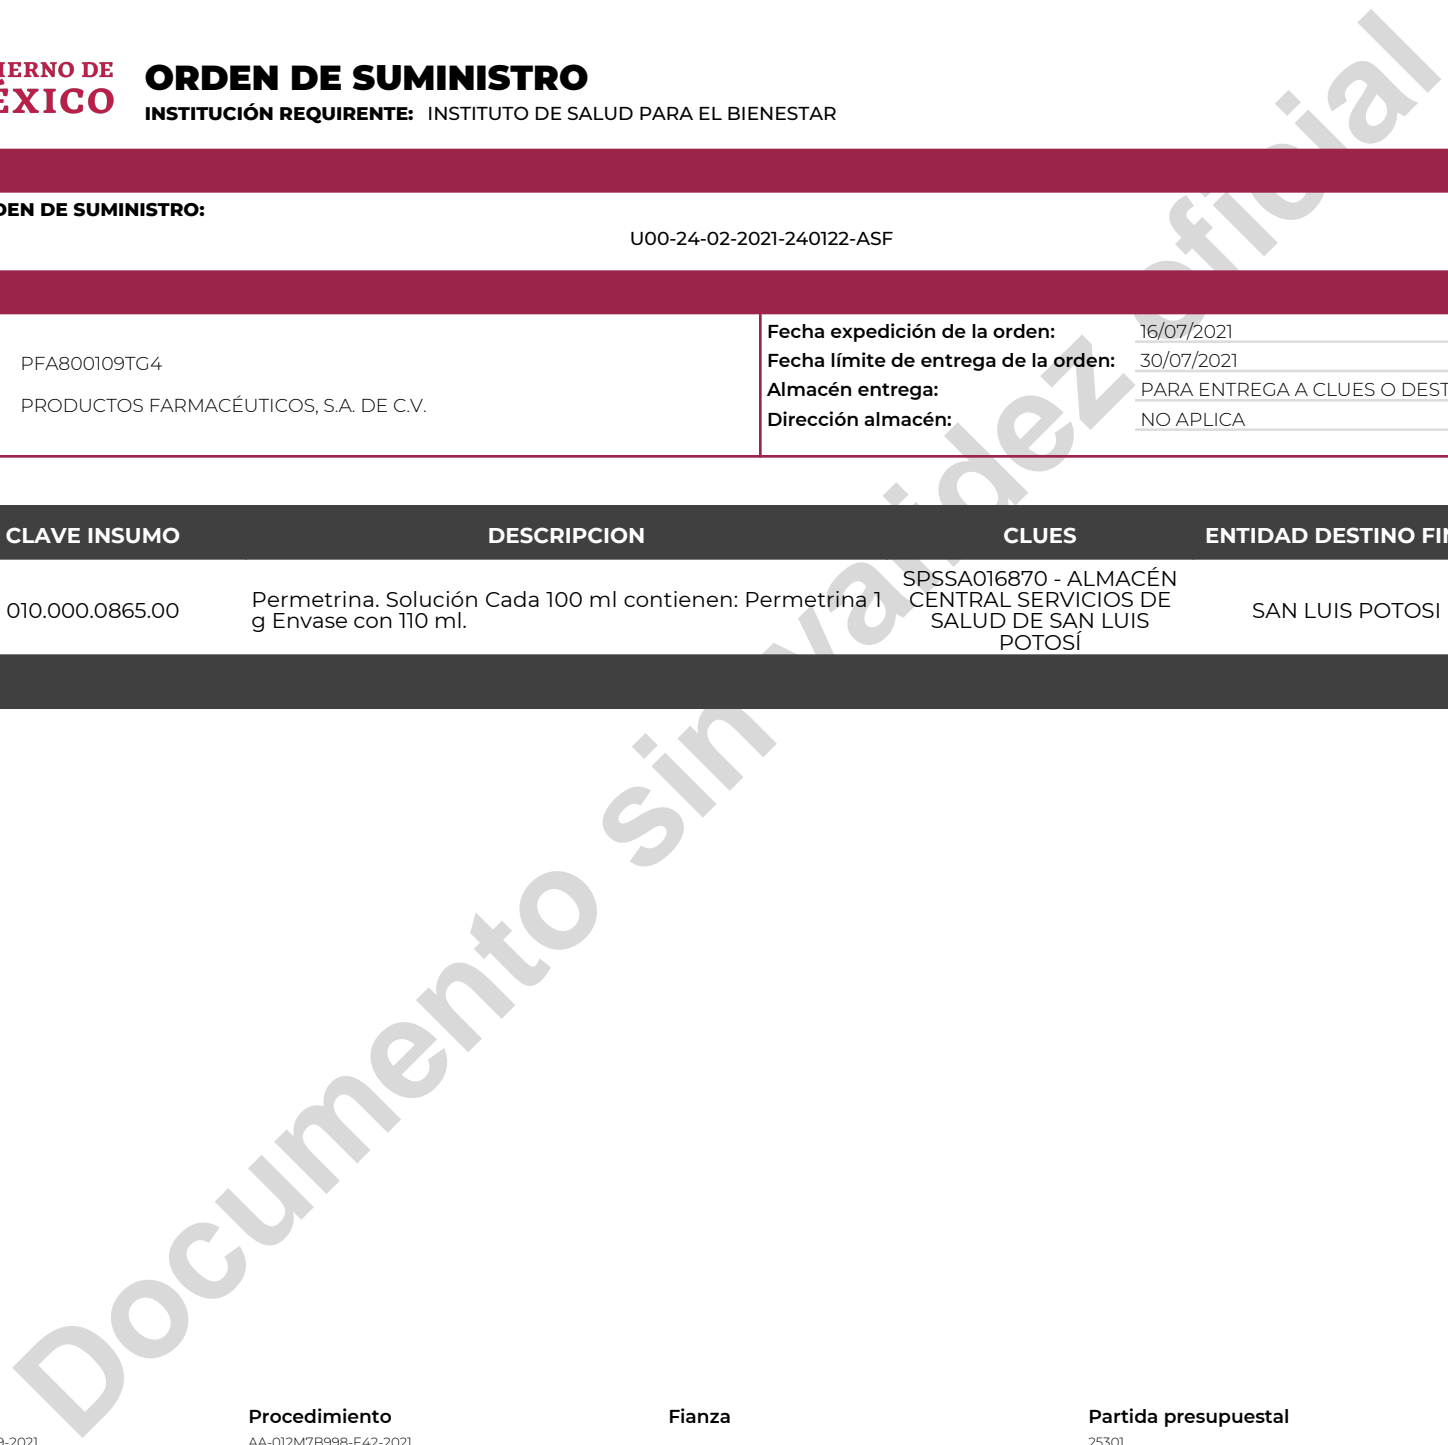 IERNO DE
ÉXICO
ORDEN DE SUMINISTRO
INSTITUCIÓN REQUIRENTE: INSTITUTO DE SALUD PARA EL BIENESTAR
DEN DE SUMINISTRO:
U00-24-02-2021-240122-ASF
PFA800109TG4
PRODUCTOS FARMACÉUTICOS, S.A. DE C.V.
Fecha expedición de la orden: 16/07/2021
Fecha límite de entrega de la orden: 30/07/2021
Almacén entrega: PARA ENTREGA A CLUES O DEST
Dirección almacén: NO APLICA
CLAVE INSUMO DESCRIPCION CLUES ENTIDAD DESTINO FIN
010.000.0865.00
Permetrina. Solución Cada 100 ml contienen: Permetrina 1
g Envase con 110 ml.
SPSSA016870 - ALMACÉN
CENTRAL SERVICIOS DE
SALUD DE SAN LUIS
POTOSÍ
SAN LUIS POTOSI
Documento sin validez oficial
Procedimiento Fianza Partida presupuestal
9-2021 AA-012M7B998-E42-2021 25301